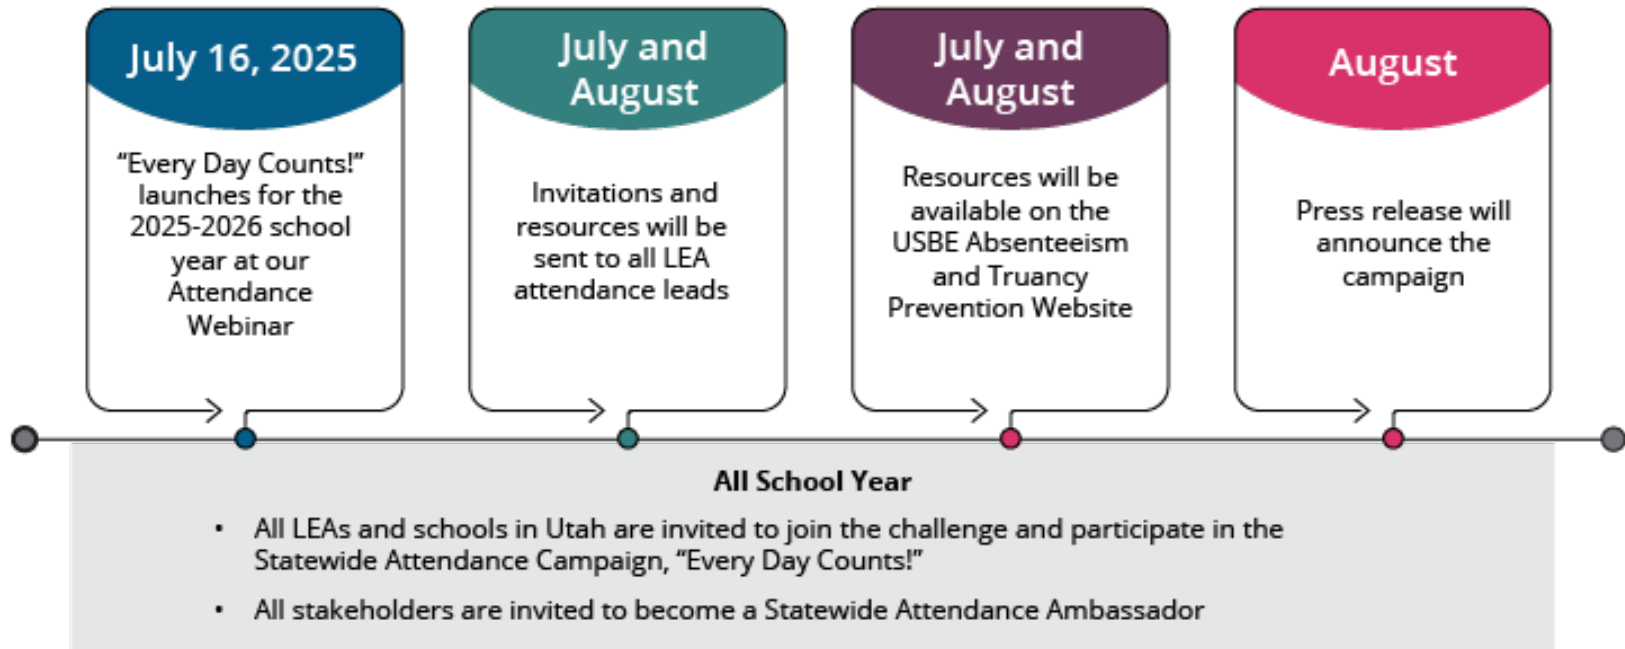 July 16, 2025
“Every Day Counts!”
launches for the
2025-2026 school
year at our
Attendance
Webinar
July and
August
Invitations and
resources will be
sent to all LEA
attendance leads
July and
August
Resources will be
available on the
USBE Absenteeism
and Truancy
Prevention Website
August
Press release will
announce the
campaign
All School Year
• All LEAs and schools in Utah are invited to join the challenge and participate in the
Statewide Attendance Campaign, “Every Day Counts!”
• All stakeholders are invited to become a Statewide Attendance Ambassador